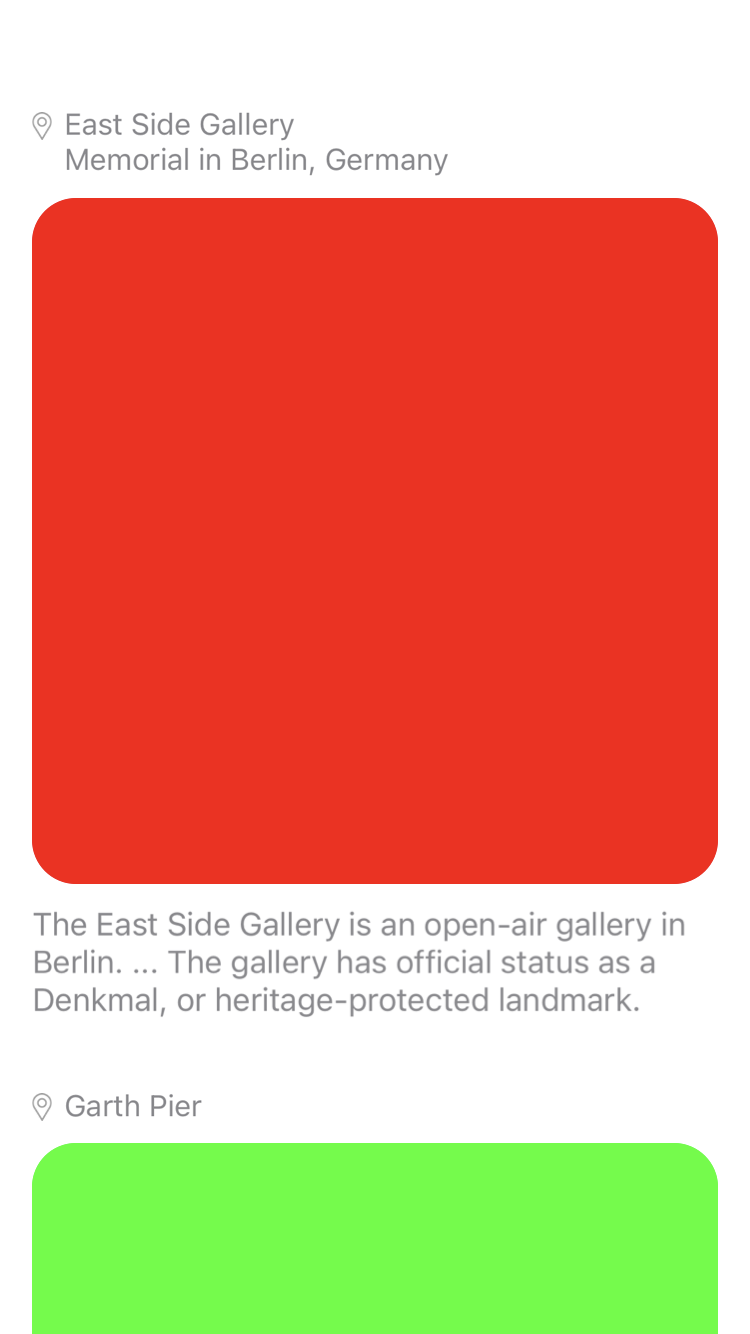 East Side Gallery
Memorial in Berlin, Germany
The East Side Gallery is an open-air gallery in
Berlin. ... The gallery has official status as a
Denkmal, or heritage-protected landmark.
Garth Pier